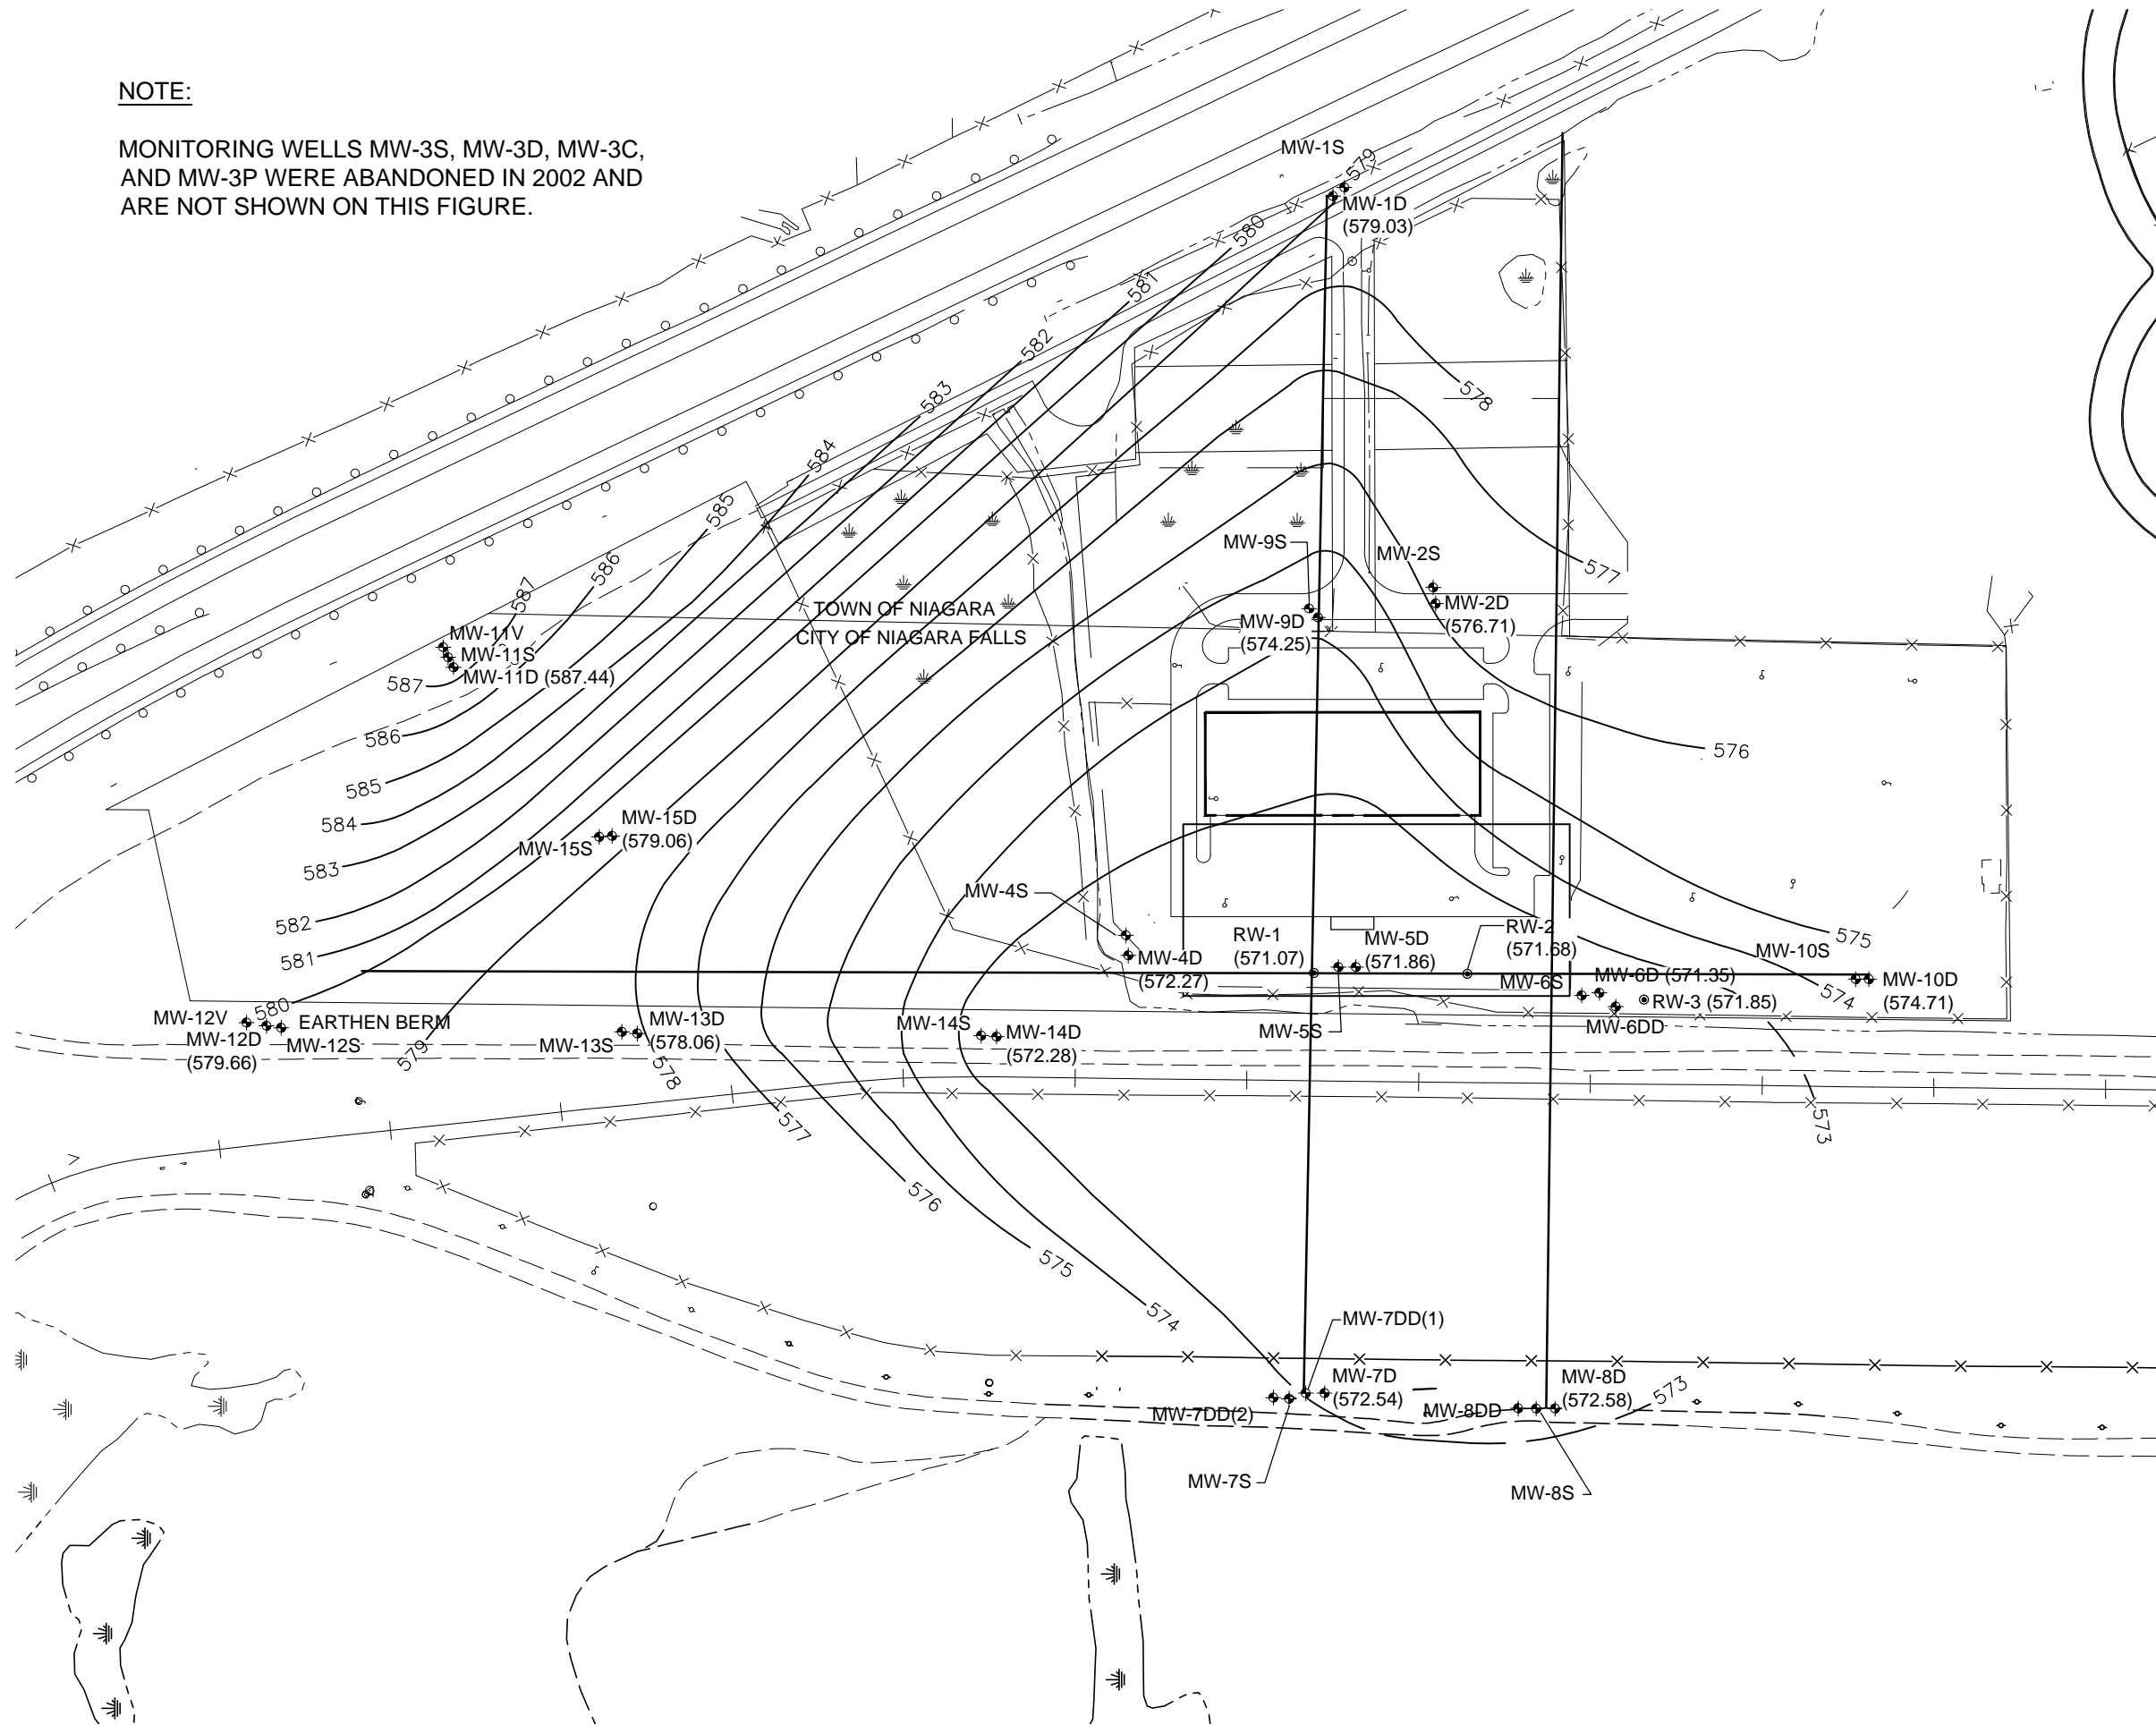 NOTE:
MONITORING WELLS MW-3S, MW-3D, MW-3C,
AND MW-3P WERE ABANDONED IN 2002 AND
ARE NOT SHOWN ON THIS FIGURE.
MW-1S
579
MW-1D
(579.03)
580
581
582
583
584
585
586
587
578
577
MW-9S
MW-2S
MW-2D
(576.71)
MW-9D
(574.25)
TOWN OF NIAGARA
CITY OF NIAGARA FALLS
MW-11V
MW-11S
MW-11D (587.44)
587
586
585
584
583
582
581
580
576
MW-15D
(579.06)
MW-15S
MW-4S
MW-4D
(572.27)
RW-1
(571.07)
MW-5D
(571.86)
RW-2
(571.68)
575
MW-10S
MW-6S
MW-6D (571.35)
MW-10D
(574.71)
574
RW-3 (571.85)
MW-6DD
MW-5S
MW-12V
EARTHEN BERM
MW-12D
(579.66)
MW-12S
579
MW-13S
MW-13D
(578.06)
578
MW-14S
MW-14D
(572.28)
577
573
576
575
574
MW-7DD(1)
MW-7D
(572.54)
MW-8D
(572.58)
573
MW-7DD(2)
MW-8DD
MW-7S
MW-8S